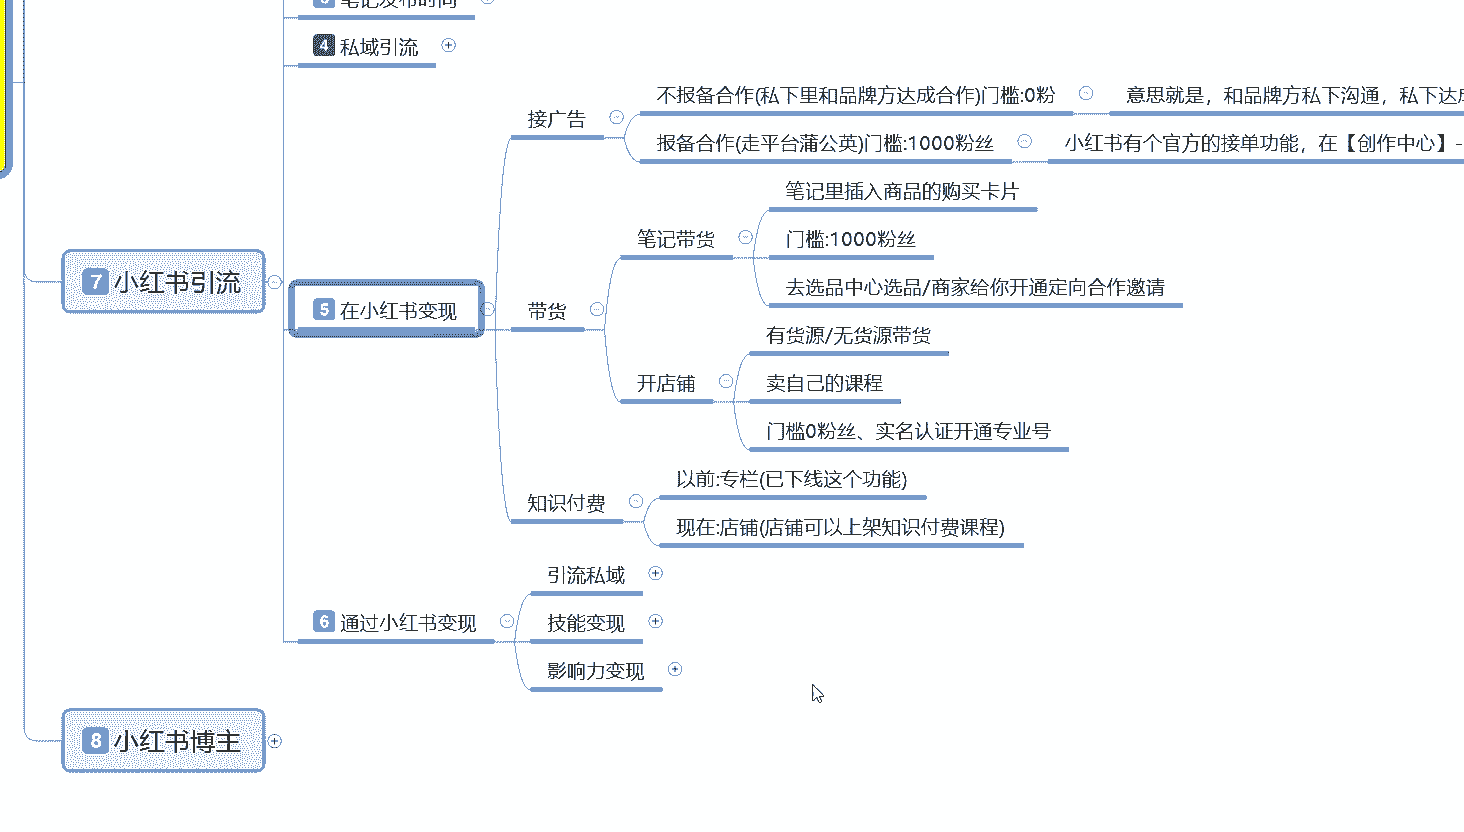 3 笔记发布时间
4 私域引流
不报备合作(私下里和品牌方达成合作)门槛:0粉
意思就是，和品牌方私下沟通，私下达成
接广告
报备合作(走平台蒲公英)门槛:1000粉丝
小红书有个官方的接单功能，在【创作中心】-
笔记里插入商品的购买卡片
笔记带货
门槛:1000粉丝
去选品中心选品/商家给你开通定向合作邀请
7 小红书引流
5 在小红书变现
带货
有货源/无货源带货
开店铺
卖自己的课程
门槛0粉丝、实名认证开通专业号
以前:专栏(已下线这个功能)
知识付费
现在:店铺(店铺可以上架知识付费课程)
引流私域
6 通过小红书变现
技能变现
影响力变现
8 小红书博主